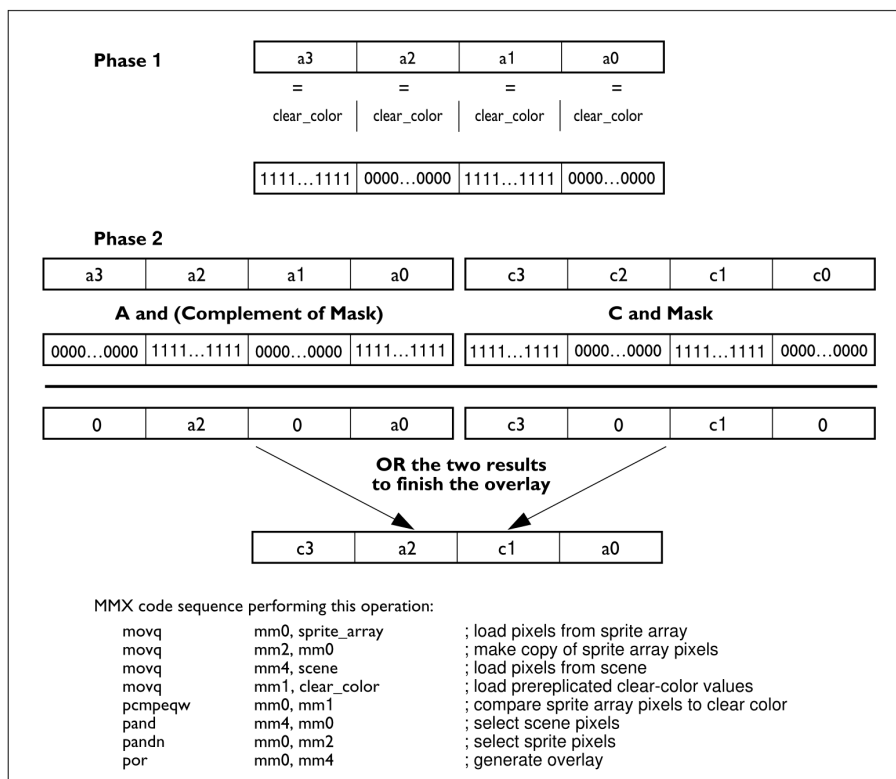 Phase 1
a3 a2 a1 a0
= = = =
clear_color clear_color clear_color clear_color
1111...1111 0000...0000 1111...1111 0000...0000
Phase 2
a3 a2 a1 a0 c3 c2 c1 c0
A and (Complement of Mask) C and Mask
0000...0000 1111...1111 0000...0000 1111...1111 1111...1111 0000...0000 1111...1111 0000...0000
0 a2 0 a0 c3 0 c1 0
OR the two results
to finish the overlay
c3 a2 c1 a0
MMX code sequence performing this operation:
movq mm0, sprite_array ; load pixels from sprite array
movq mm2, mm0 ; make copy of sprite array pixels
movq mm4, scene ; load pixels from scene
movq mm1, clear_color ; load prereplicated clear-color values
pcmpeqw mm0, mm1 ; compare sprite array pixels to clear color
pand mm4, mm0 ; select scene pixels
pandn mm0, mm2 ; select sprite pixels
por mm0, mm4 ; generate overlay